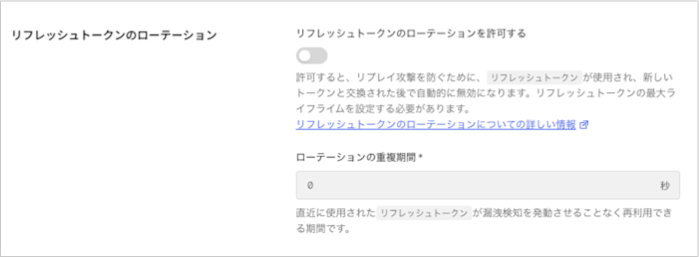 リフレッシュトークンのローテーション
リフレッシュトークンのローテーションを許可する
許可すると、リプレイ攻撃を防ぐために、 リフレッシュトークン が使用され、新しい
トークンと交換された後で自動的に無効になります。リフレッシュトークンの最大ラ
イフライムを設定する必要があります。
リフレッシュトークンのローテーションについての詳しい情報
ローテーションの重複期間 *
0 秒
直近に使用された リフレッシュトークン が漏洩検知を発動させることなく再利用でき
る期間です。